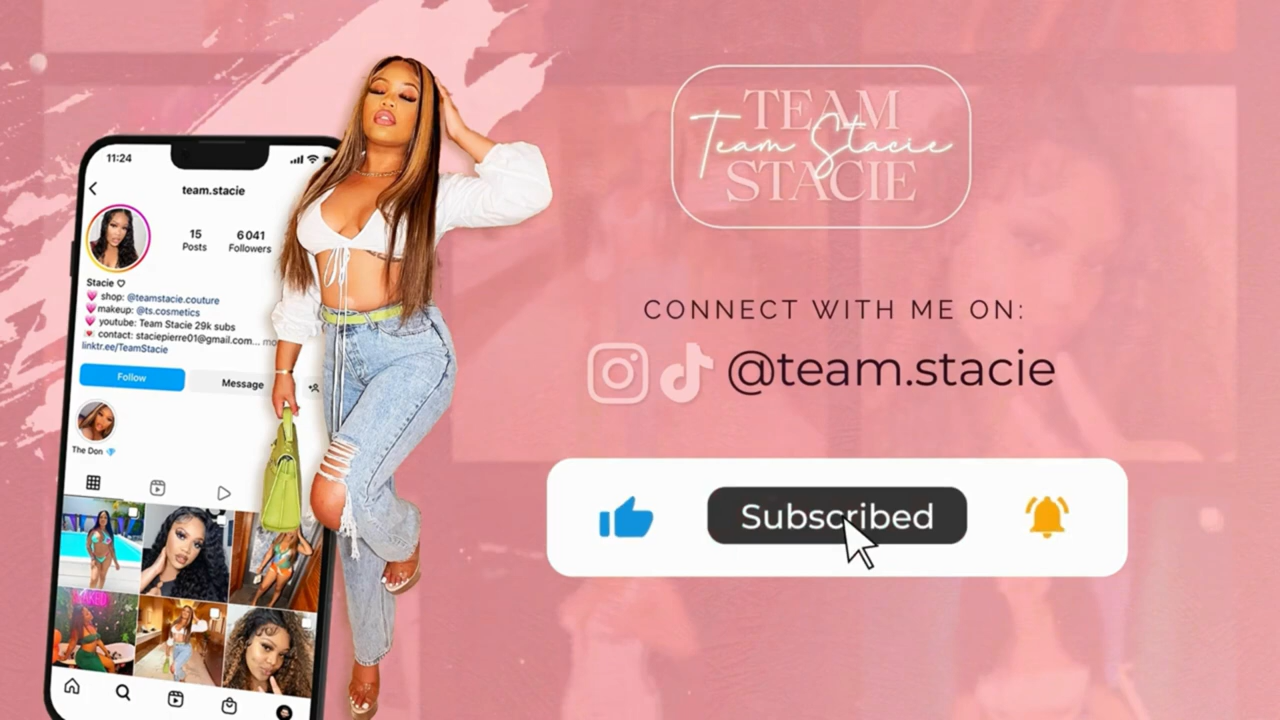 11:24
team.stacie
15
Posts
6 041
Followers
Stacie ♡
💗 shop: @teamstacie.couture
💗 makeup: @ts.cosmetics
💗 youtube: Team Stacie 29k subs
💌 contact: staciepierre01@gmail.com... mo
linktr.ee/TeamStacie
Follow
Message
The Don 💎
TEAM
Team Stacie
STACIE
CONNECT WITH ME ON:
@team.stacie
Subscribed